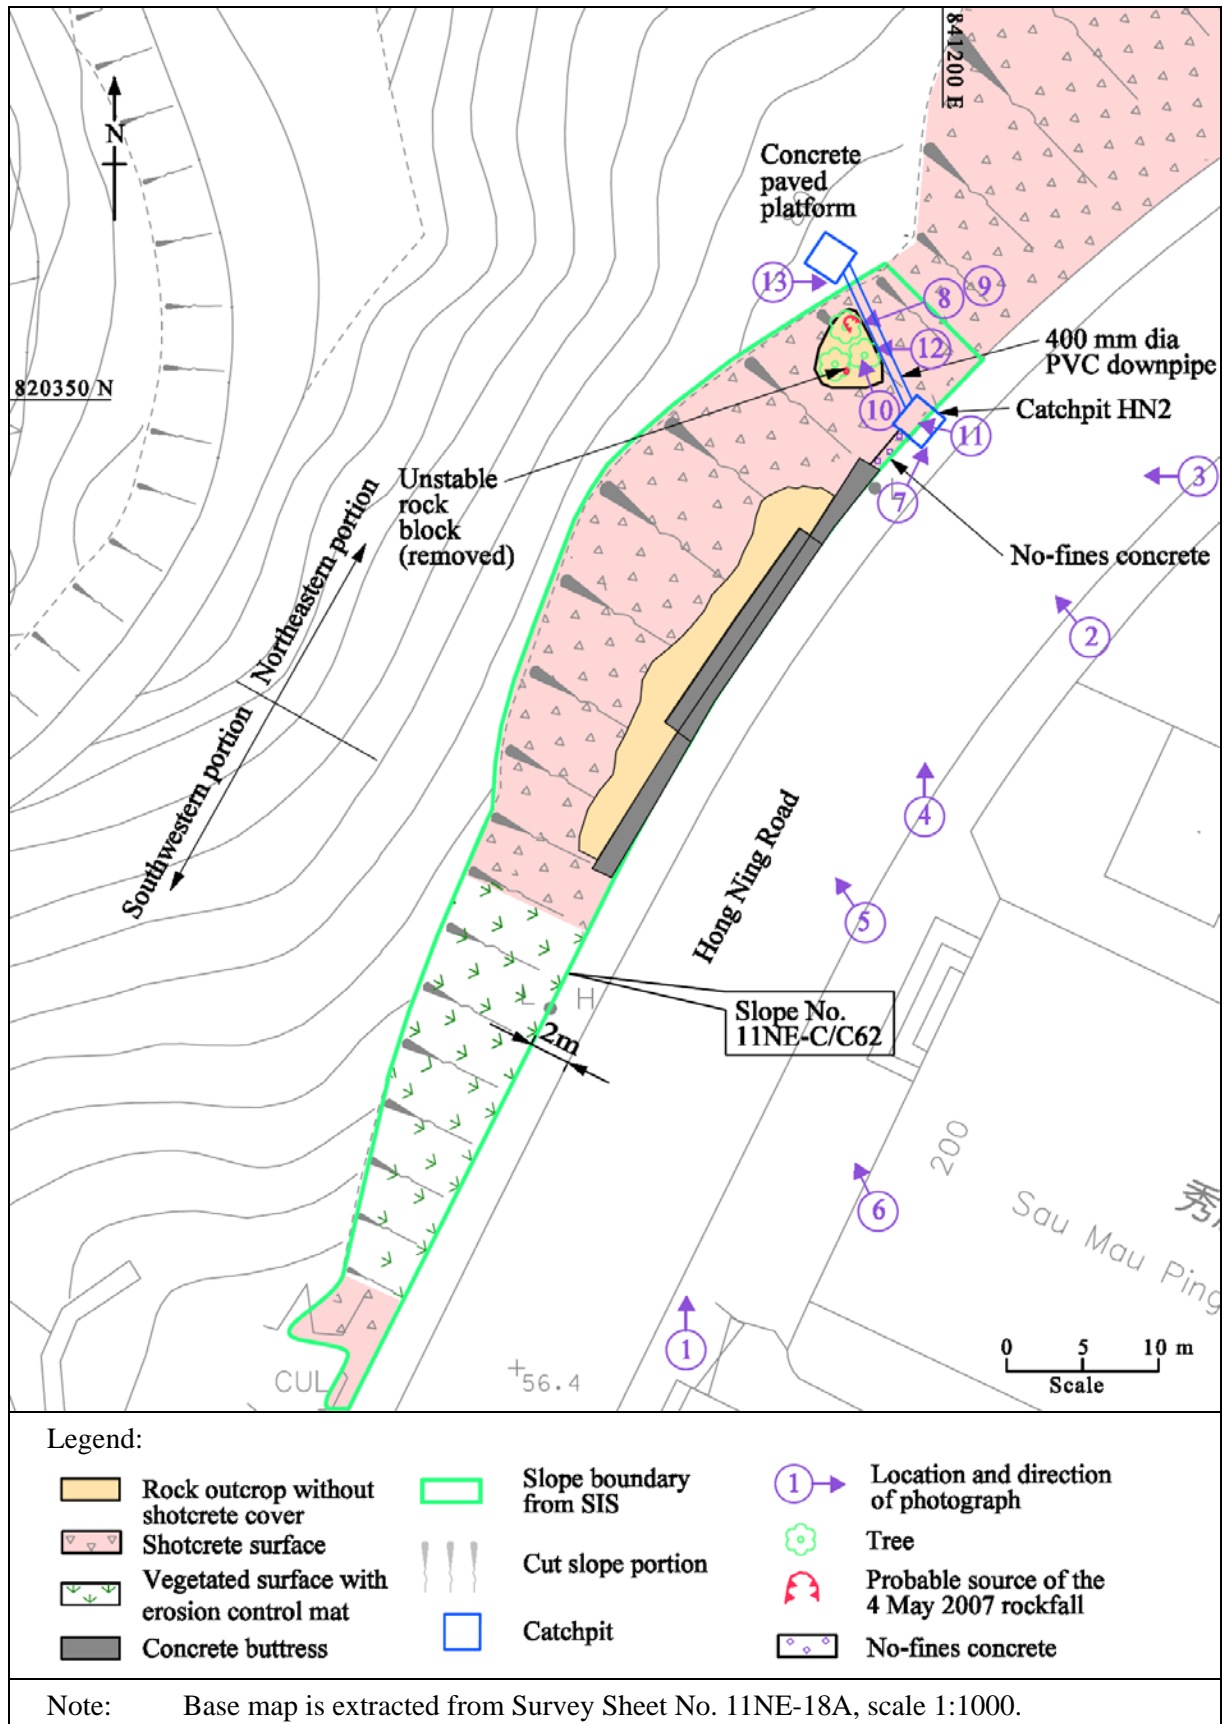 841200 E
N
Concrete
paved
platform
13
8
9
12
400 mm dia
PVC downpipe
820350 N
10
Catchpit HN2
11
Unstable
rock
block
(removed)
7
3
No-fines concrete
Northeastern portion
2
Southwestern portion
4
Hong Ning Road
5
L
H
Slope No.
11NE-C/C62
2m
200
6
秀
Sau Mau Ping
1
0 5 10 m
Scale
CUL
+56.4
Legend:
Rock outcrop without
shotcrete cover
Shotcrete surface
Vegetated surface with
erosion control mat
Concrete buttress
Slope boundary
from SIS
Cut slope portion
Catchpit
1
Location and direction
of photograph
Tree
Probable source of the
4 May 2007 rockfall
No-fines concrete
Note: Base map is extracted from Survey Sheet No. 11NE-18A, scale 1:1000.